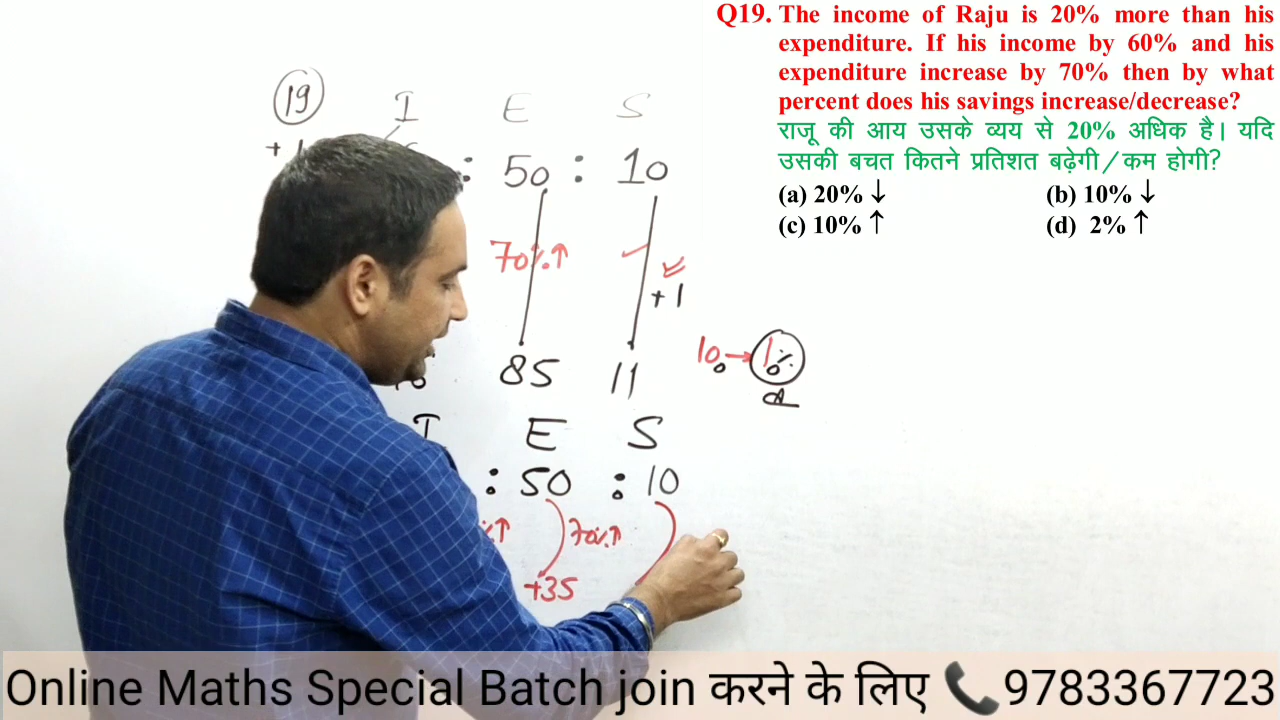 Q19. The income of Raju is 20% more than his
expenditure. If his income by 60% and his
expenditure increase by 70% then by what
percent does his savings increase/decrease?
राजू की आय उसके व्यय से 20% अधिक है। यदि
उसकी बचत कितने प्रतिशत बढ़ेगी/कम होगी?
(a) 20% ↓ (b) 10% ↓
(c) 10% ↑ (d) 2% ↑
19 I E S
: 50 : 10
70%↑
+1
10 → 1%
85 11
I E S
: 50 : 10
%↑ 70%↑
+35
Online Maths Special Batch join करने के लिए 📞9783367723